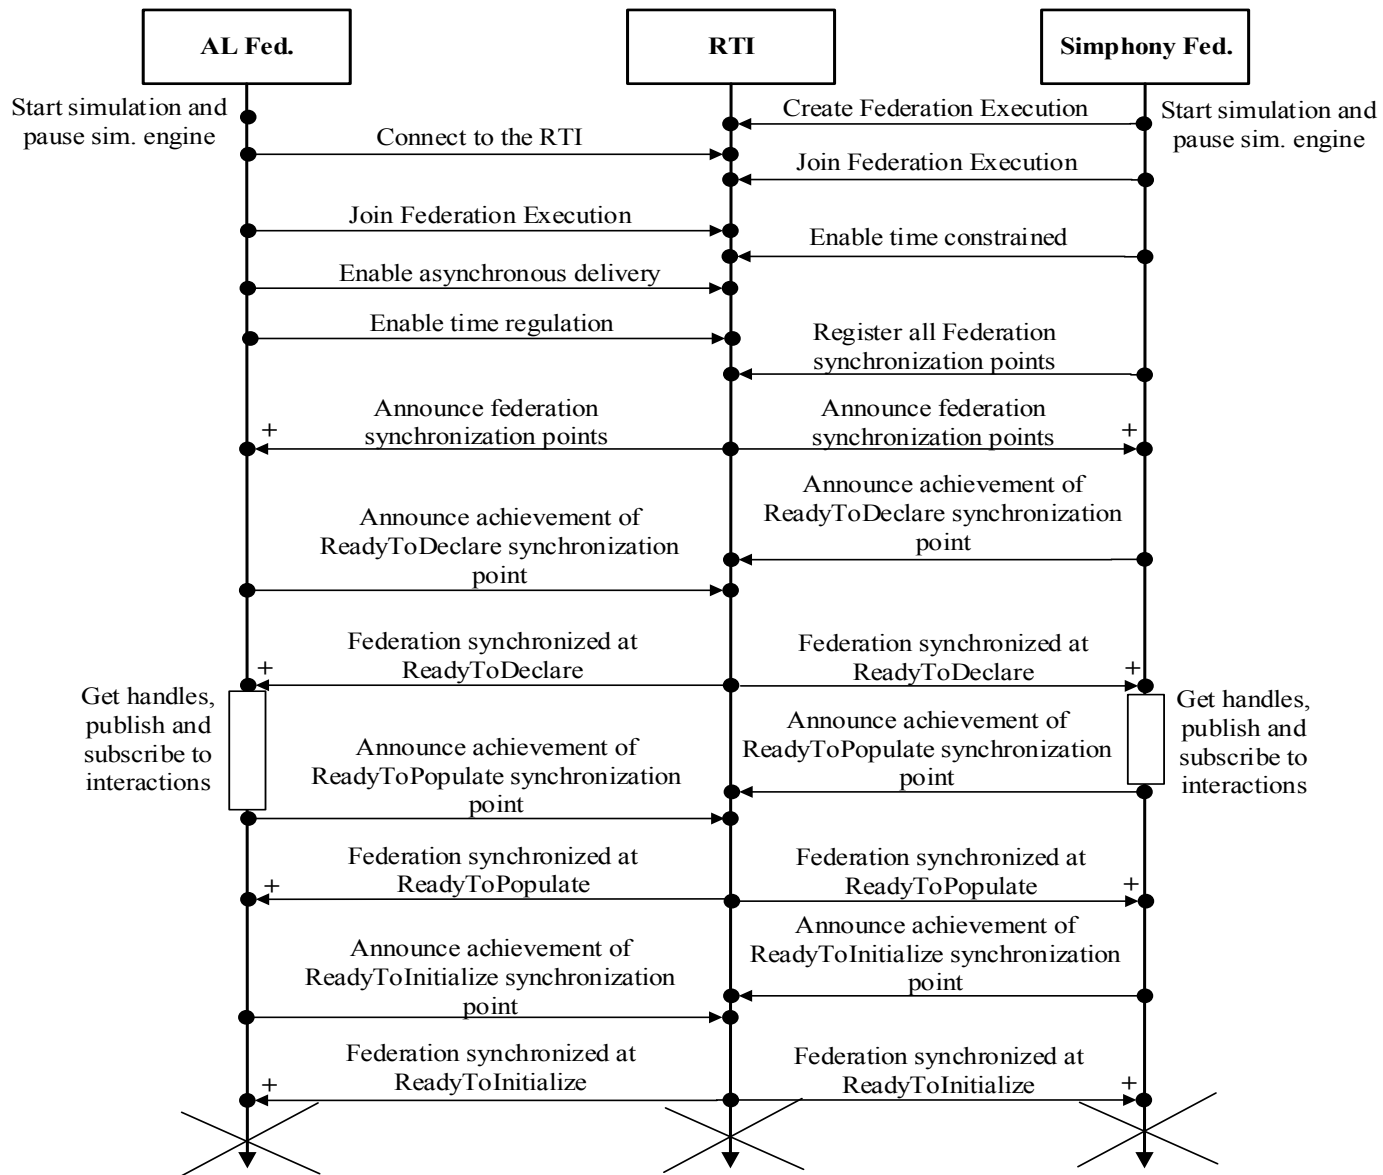 AL Fed.
RTI
Simphony Fed.
Start simulation and
pause sim. engine
Create Federation Execution
Start simulation and
pause sim. engine
Connect to the RTI
Join Federation Execution
Join Federation Execution
Enable time constrained
Enable asynchronous delivery
Enable time regulation
Register all Federation
synchronization points
Announce federation
synchronization points
+
Announce federation
synchronization points
+
Announce achievement of
ReadyToDeclare synchronization
point
Announce achievement of
ReadyToDeclare synchronization
point
Federation synchronized at
ReadyToDeclare
+
Federation synchronized at
ReadyToDeclare
+
Get handles,
publish and
subscribe to
interactions
Get handles,
publish and
subscribe to
interactions
Announce achievement of
ReadyToPopulate synchronization
point
Announce achievement of
ReadyToPopulate synchronization
point
Federation synchronized at
ReadyToPopulate
+
Federation synchronized at
ReadyToPopulate
+
Announce achievement of
ReadyToInitialize synchronization
point
Announce achievement of
ReadyToInitialize synchronization
point
Federation synchronized at
ReadyToInitialize
+
Federation synchronized at
ReadyToInitialize
+